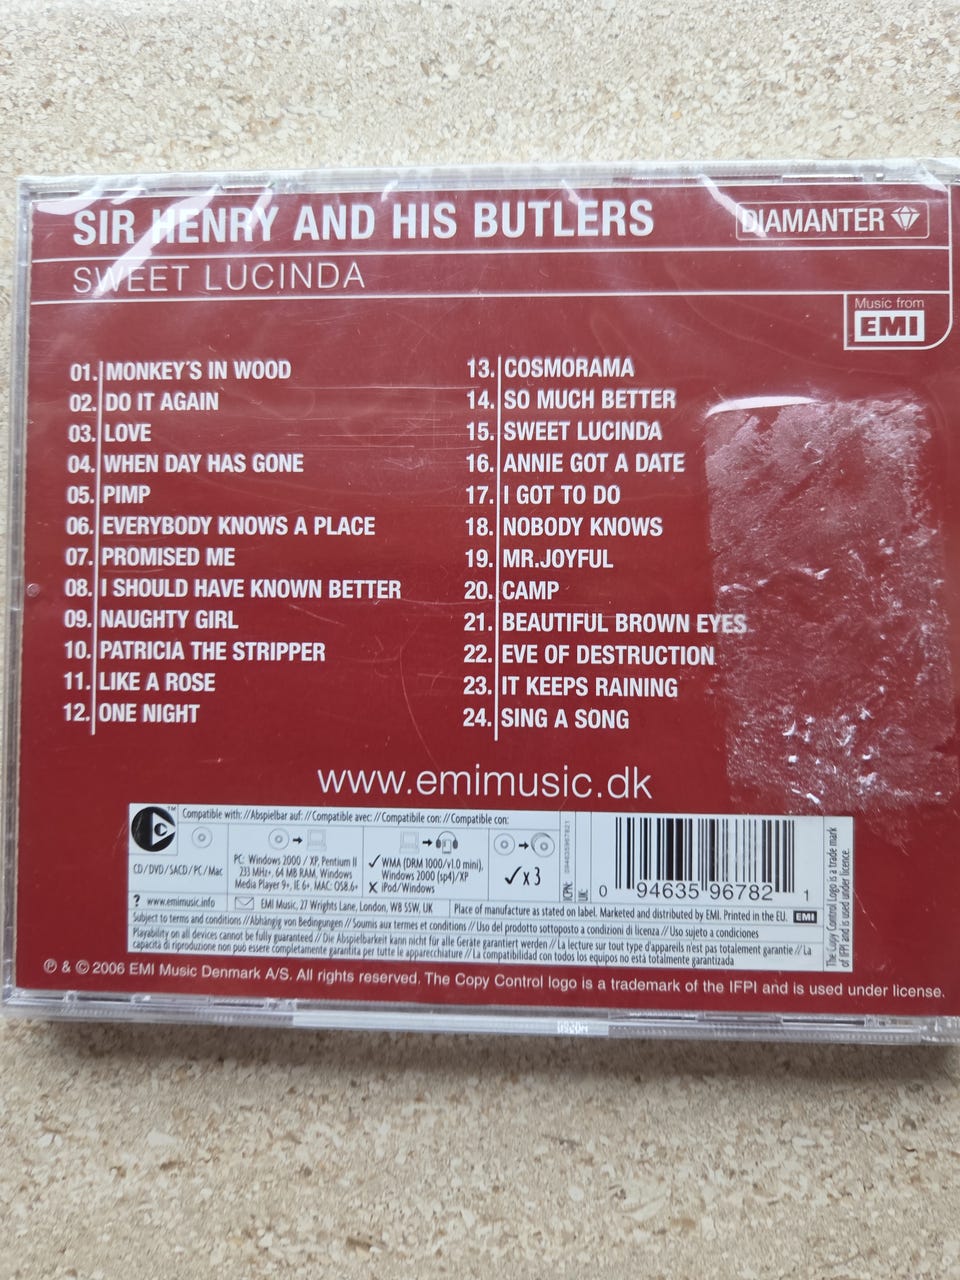 SIR HENRY AND HIS BUTLERS
DIAMANTER
SWEET LUCINDA
Music from
EMI
01. MONKEY'S IN WOOD
02. DO IT AGAIN
03. LOVE
04. WHEN DAY HAS GONE
05. PIMP
06. EVERYBODY KNOWS A PLACE
07. PROMISED ME
08. I SHOULD HAVE KNOWN BETTER
09. NAUGHTY GIRL
10. PATRICIA THE STRIPPER
11. LIKE A ROSE
12. ONE NIGHT
13. COSMORAMA
14. SO MUCH BETTER
15. SWEET LUCINDA
16. ANNIE GOT A DATE
17. I GOT TO DO
18. NOBODY KNOWS
19. MR.JOYFUL
20. CAMP
21. BEAUTIFUL BROWN EYES
22. EVE OF DESTRUCTION
23. IT KEEPS RAINING
24. SING A SONG
www.emimusic.dk
Compatible with: //Abspielbar auf: //Compatible avec: //Compatibile con: //Compatible con:
CD/DVD/SACD/PC/Mac
PC: Windows 2000 / XP, Pentium II
233 MHz+, 64 MB RAM, Windows
Media Player 9+, IE 6+, MAC: OS8.6+
✓WMA (DRM 1000/v1.0 mini),
Windows 2000 (sp4)/XP
X iPod/Windows
✓x 3
ICPN: 094635967821
UK:
0 94635 96782 1
? www.emimusic.info
EMI Music, 27 Wrights Lane, London, W8 5SW, UK
Place of manufacture as stated on label. Marketed and distributed by EMI. Printed in the EU. EMI
Subject to terms and conditions //Abhängig von Bedingungen // Soumis aux termes et conditions // Uso del prodotto sottoposto a condizioni di licenza // Uso sujeto a condiciones
Playability on all devices cannot be fully guaranteed // Die Abspielbarkeit kann nicht für alle Geräte garantiert werden // La lecture sur tout type d'appareils n'est pas totalement garantie // La
capacità di riproduzione non può essere completamente garantita per tutte le apparecchiature // La compatibilidad con todos los equipos no está totalmente garantizada
The Copy Control Logo is a trade mark
of IFPI and is used under licence.
℗ & © 2006 EMI Music Denmark A/S. All rights reserved. The Copy Control logo is a trademark of the IFPI and is used under license.